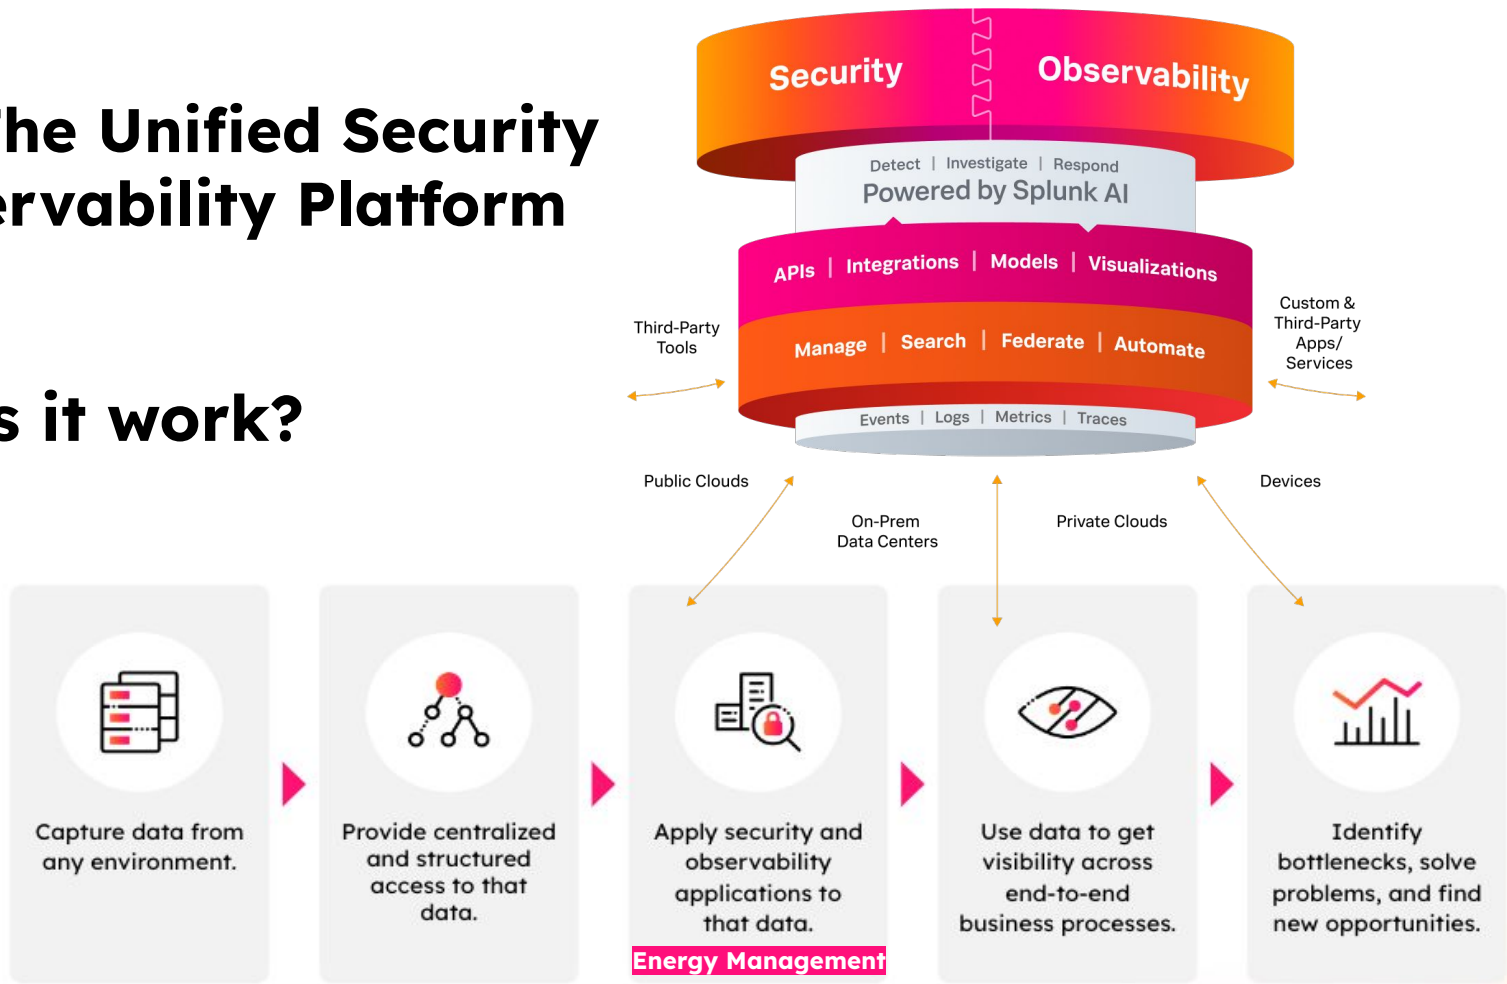 The Unified Security
ervability Platform
s it work?
Security
Observability
Detect | Investigate | Respond
Powered by Splunk AI
APIs | Integrations | Models | Visualizations
Manage | Search | Federate | Automate
Events | Logs | Metrics | Traces
Third-Party
Tools
Custom &
Third-Party
Apps/
Services
Public Clouds
On-Prem
Data Centers
Private Clouds
Devices
Capture data from
any environment.
Provide centralized
and structured
access to that
data.
Apply security and
observability
applications to
that data.
Energy Management
Use data to get
visibility across
end-to-end
business processes.
Identify
bottlenecks, solve
problems, and find
new opportunities.